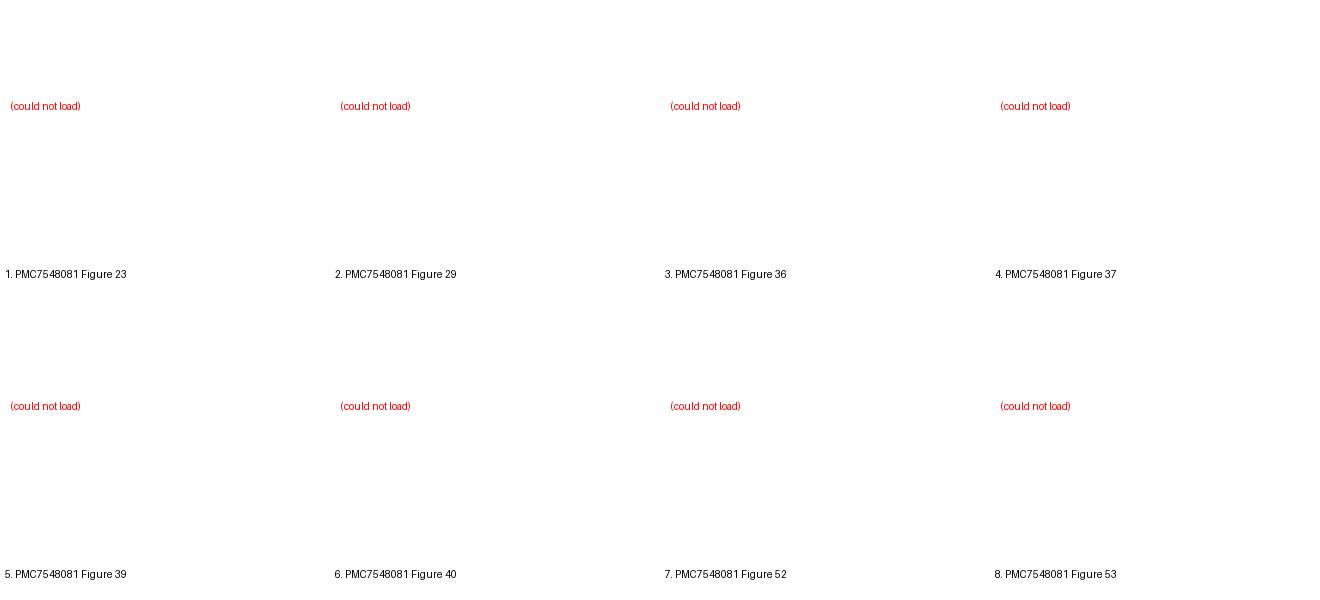 (could not load)
(could not load)
(could not load)
(could not load)
1. PMC7548081 Figure 23
2. PMC7548081 Figure 29
3. PMC7548081 Figure 36
4. PMC7548081 Figure 37
(could not load)
(could not load)
(could not load)
(could not load)
5. PMC7548081 Figure 39
6. PMC7548081 Figure 40
7. PMC7548081 Figure 52
8. PMC7548081 Figure 53